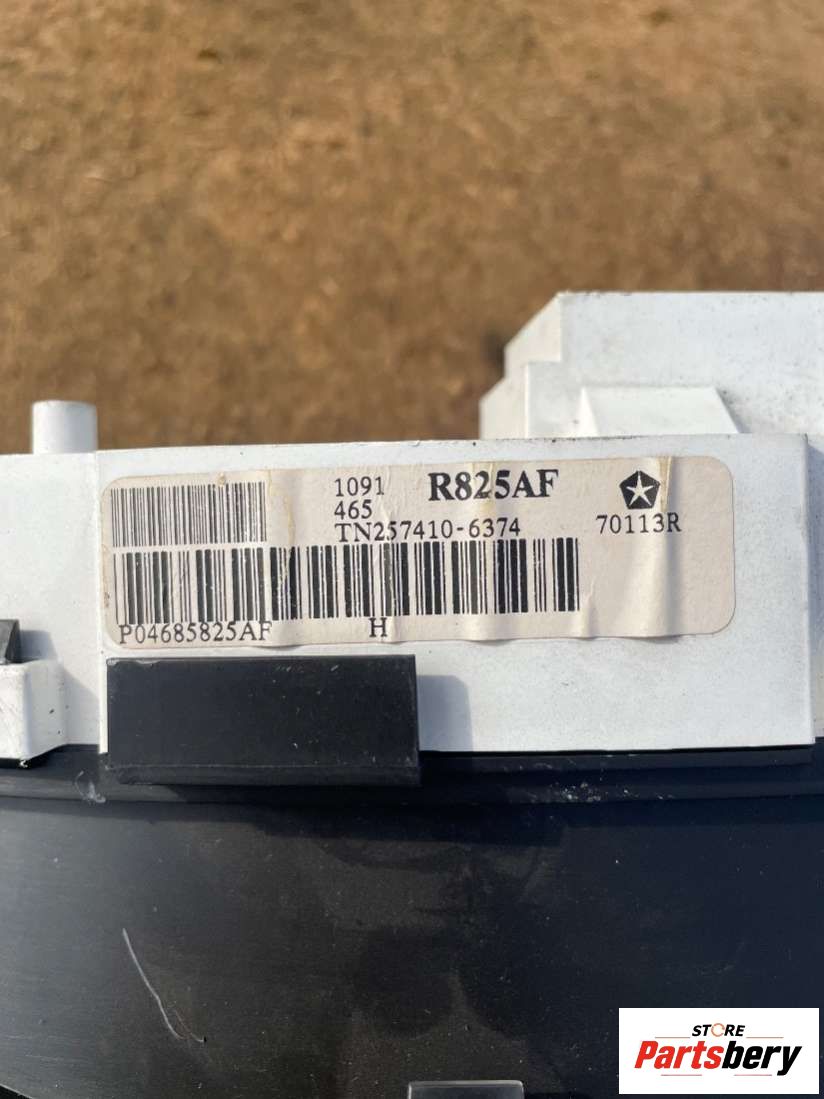 1091 R825AF
465
TN257410-6374 70113R
P04685825AF H
STORE
Partsbery